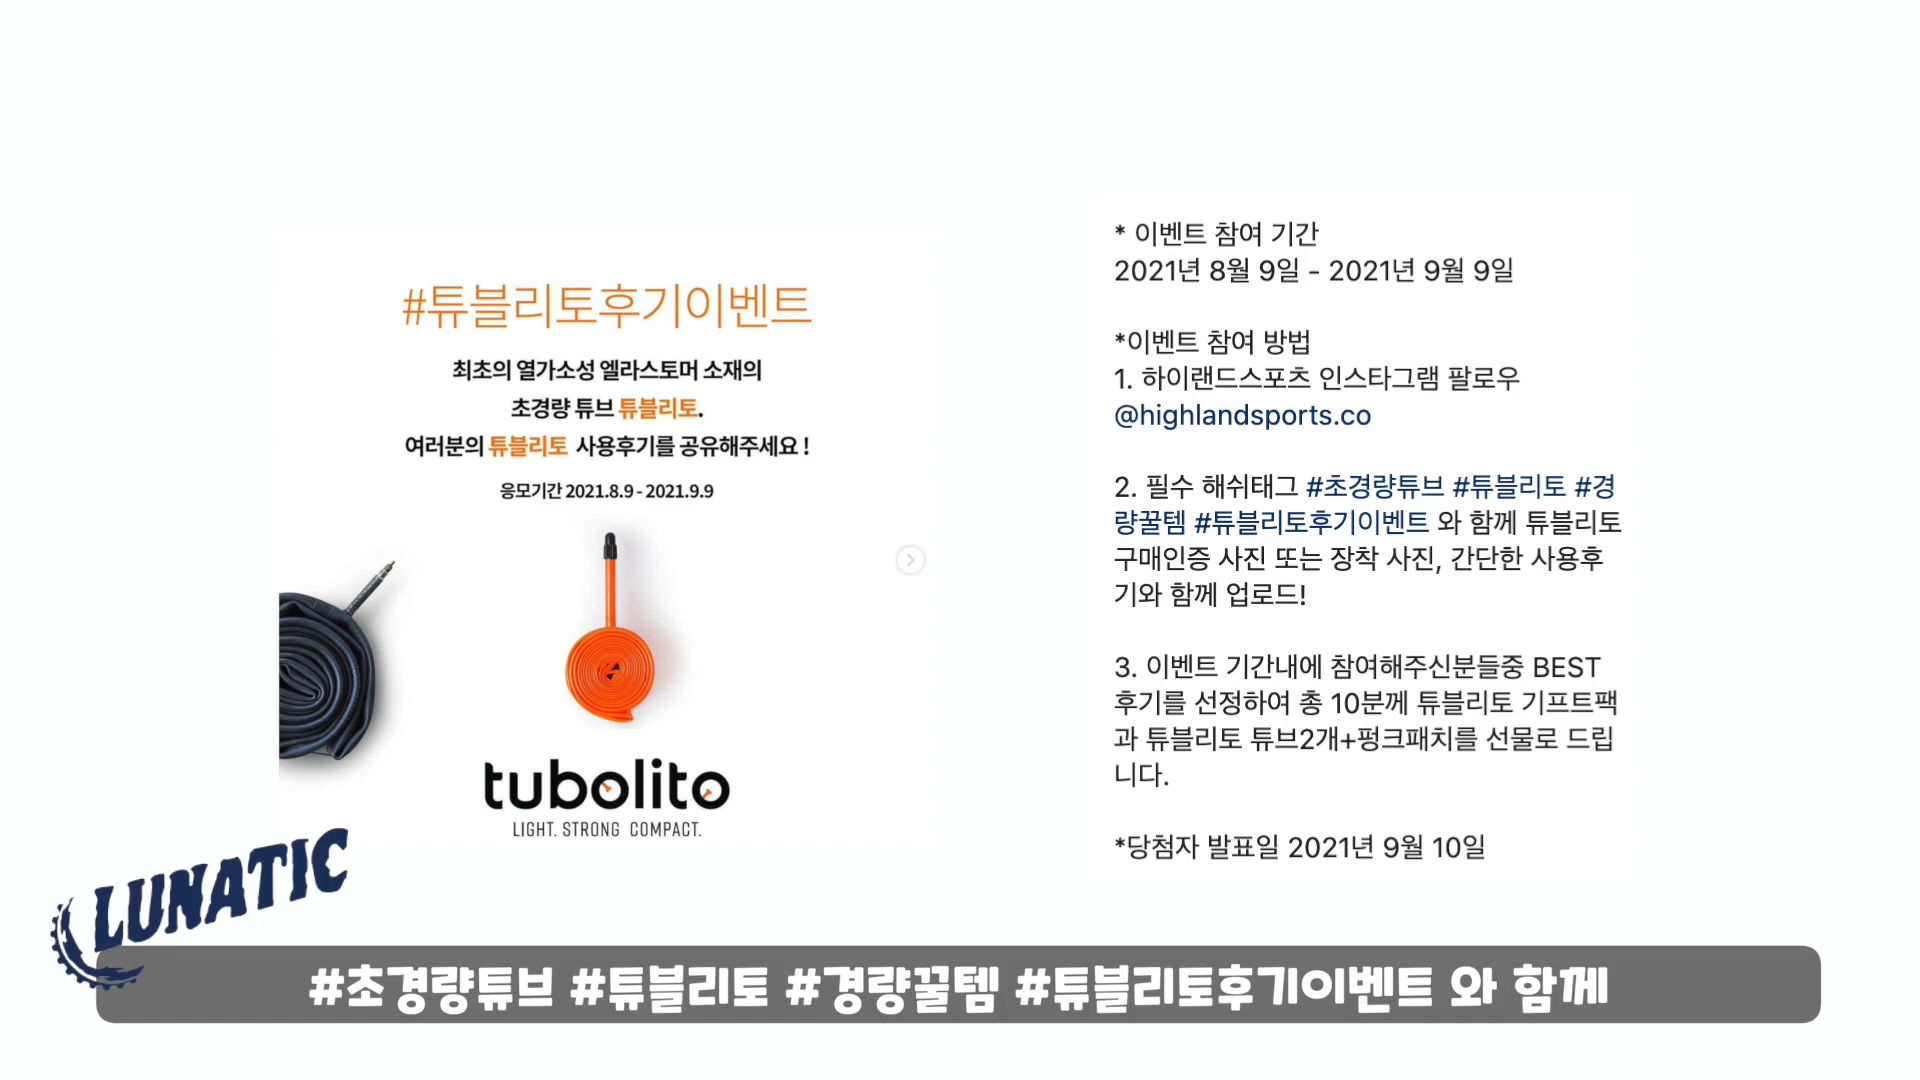 #튜블리토후기이벤트
최초의 열가소성 엘라스토머 소재의
초경량 튜브 튜블리토.
여러분의 튜블리토 사용후기를 공유해주세요 !
응모기간 2021.8.9 - 2021.9.9
tubolito
LIGHT. STRONG COMPACT.
* 이벤트 참여 기간
2021년 8월 9일 - 2021년 9월 9일
*이벤트 참여 방법
1. 하이랜드스포츠 인스타그램 팔로우
@highlandsports.co
2. 필수 해쉬태그 #초경량튜브 #튜블리토 #경
량꿀템 #튜블리토후기이벤트 와 함께 튜블리토
구매인증 사진 또는 장착 사진, 간단한 사용후
기와 함께 업로드!
3. 이벤트 기간내에 참여해주신분들중 BEST
후기를 선정하여 총 10분께 튜블리토 기프트팩
과 튜블리토 튜브2개+펑크패치를 선물로 드립
니다.
*당첨자 발표일 2021년 9월 10일
LUNATIC
#초경량튜브 #튜블리토 #경량꿀템 #튜블리토후기이벤트 와 함께